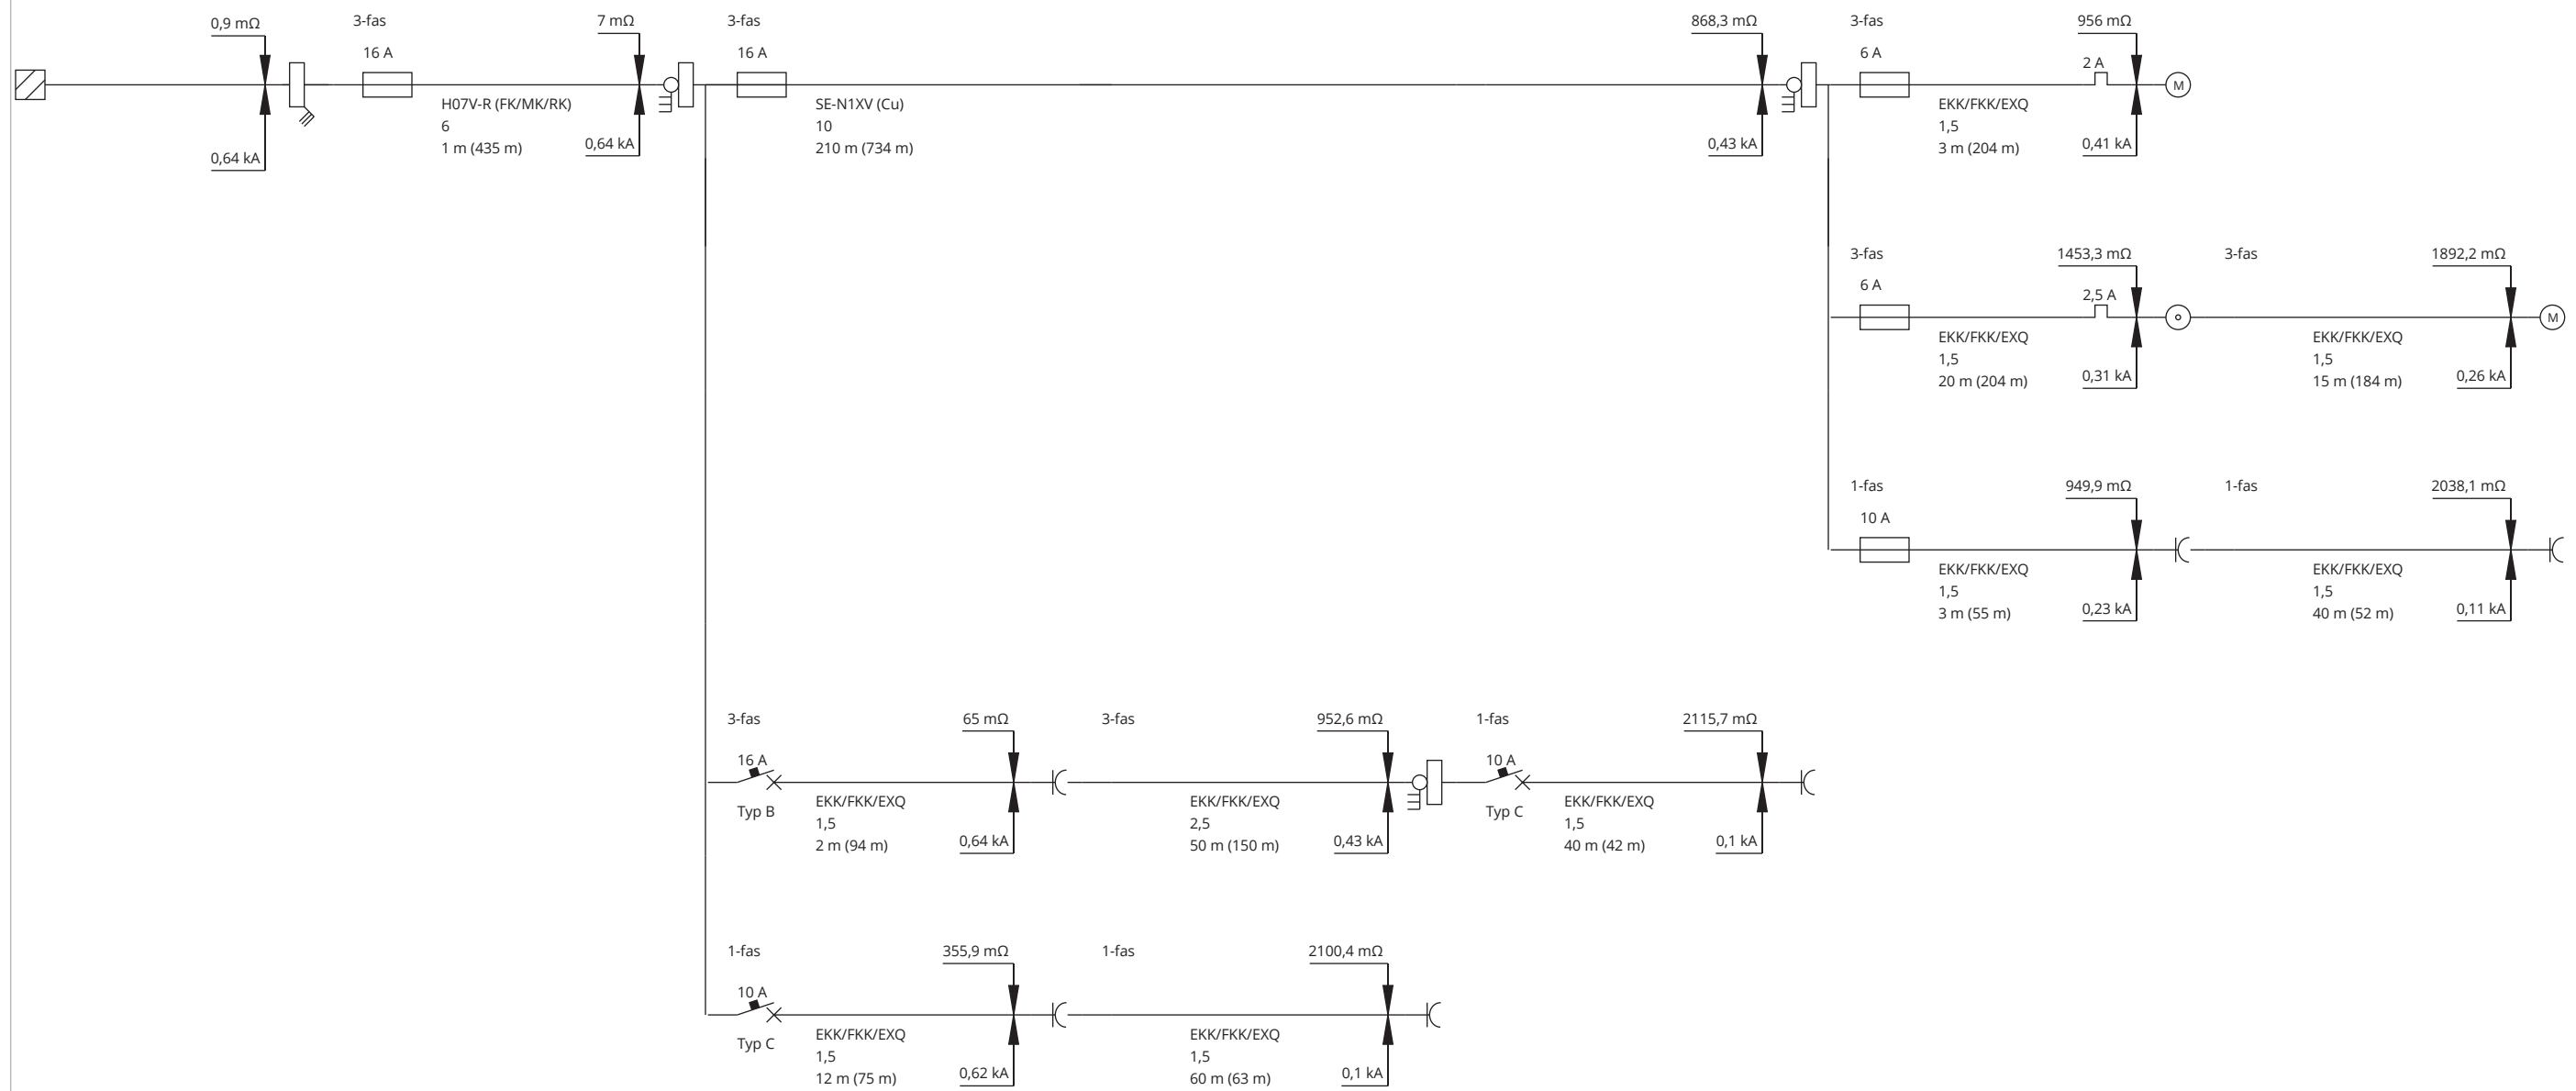 0,9 mΩ
0,64 kA
3-fas
16 A
H07V-R (FK/MK/RK)
6
1 m (435 m)
7 mΩ
0,64 kA
3-fas
16 A
SE-N1XV (Cu)
10
210 m (734 m)
868,3 mΩ
0,43 kA
3-fas
6 A
EKK/FKK/EXQ
1,5
3 m (204 m)
956 mΩ
2 A
0,41 kA
M
3-fas
6 A
EKK/FKK/EXQ
1,5
20 m (204 m)
1453,3 mΩ
2,5 A
0,31 kA
3-fas
EKK/FKK/EXQ
1,5
15 m (184 m)
1892,2 mΩ
0,26 kA
M
1-fas
10 A
EKK/FKK/EXQ
1,5
3 m (55 m)
949,9 mΩ
0,23 kA
1-fas
EKK/FKK/EXQ
1,5
40 m (52 m)
2038,1 mΩ
0,11 kA
3-fas
16 A
Typ B
EKK/FKK/EXQ
1,5
2 m (94 m)
65 mΩ
0,64 kA
3-fas
EKK/FKK/EXQ
2,5
50 m (150 m)
952,6 mΩ
0,43 kA
1-fas
10 A
Typ C
EKK/FKK/EXQ
1,5
40 m (42 m)
2115,7 mΩ
0,1 kA
1-fas
10 A
Typ C
EKK/FKK/EXQ
1,5
12 m (75 m)
355,9 mΩ
0,62 kA
1-fas
EKK/FKK/EXQ
1,5
60 m (63 m)
2100,4 mΩ
0,1 kA